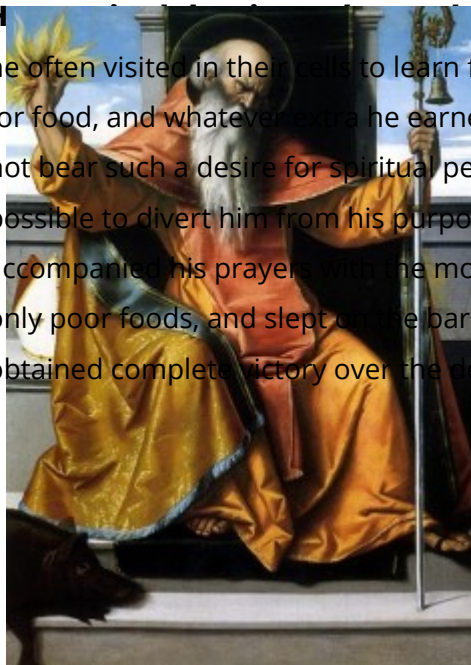 he often visited in their cells to learn f
or food, and whatever extra he earne
not bear such a desire for spiritual pe
possible to divert him from his purpo
ccompanied his prayers with the mo
only poor foods, and slept on the bar
obtained complete victory over the d